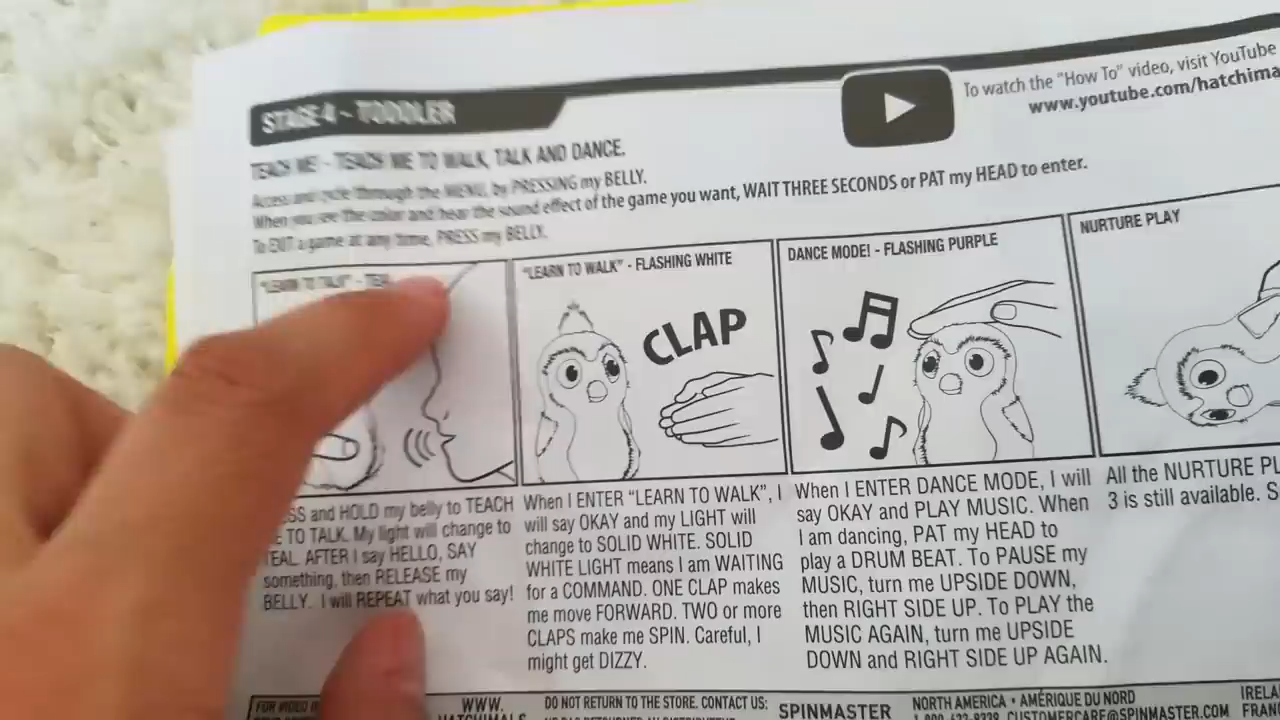 STAGE 4 - TODDLER
To watch the "How To" video, visit YouTube
www.youtube.com/hatchima
TEACH ME! - TEACH ME TO WALK, TALK AND DANCE.
Access and cycle through the MENU, by PRESSING my BELLY.
When you see the color and hear the sound effect of the game you want, WAIT THREE SECONDS or PAT my HEAD to enter.
To EXIT a game at any time, PRESS my BELLY.
"LEARN TO TALK" - TEAL
"LEARN TO WALK" - FLASHING WHITE
DANCE MODE! - FLASHING PURPLE
NURTURE PLAY
CLAP
SS and HOLD my belly to TEACH
E TO TALK. My light will change to
TEAL. AFTER I say HELLO, SAY
something, then RELEASE my
BELLY. I will REPEAT what you say!
When I ENTER "LEARN TO WALK", I
will say OKAY and my LIGHT will
change to SOLID WHITE. SOLID
WHITE LIGHT means I am WAITING
for a COMMAND. ONE CLAP makes
me move FORWARD. TWO or more
CLAPS make me SPIN. Careful, I
might get DIZZY.
When I ENTER DANCE MODE, I will
say OKAY and PLAY MUSIC. When
I am dancing, PAT my HEAD to
play a DRUM BEAT. To PAUSE my
MUSIC, turn me UPSIDE DOWN,
then RIGHT SIDE UP. To PLAY the
MUSIC AGAIN, turn me UPSIDE
DOWN and RIGHT SIDE UP AGAIN.
All the NURTURE PL
3 is still available. S
FOR VIDEO
WWW.
HATCHIMALS
DO NOT RETURN TO THE STORE. CONTACT US:
SPINMASTER
NORTH AMERICA • AMÉRIQUE DU NORD
CUSTOMERCARE@SPINMASTER.COM
IRELA
FRAN